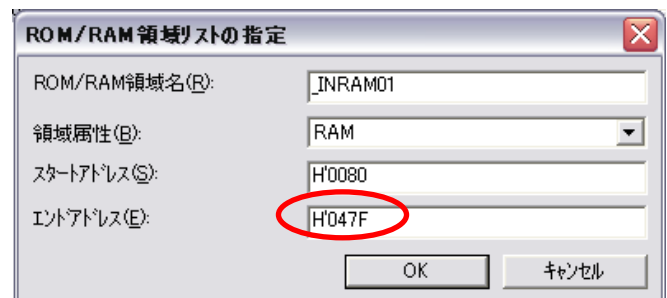 ROM/RAM領域リストの指定
ROM/RAM領域名(R): _INRAM01
領域属性(B): RAM
スタートアドレス(S): H'0080
エンドアドレス(E): H'047F
OK キャンセル